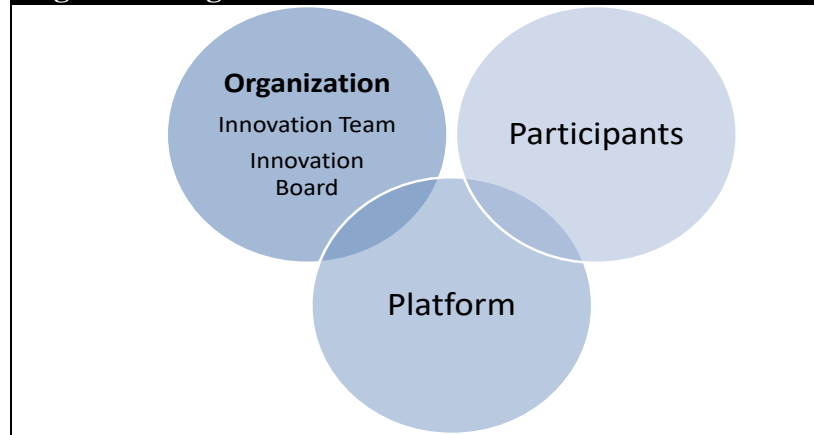 Organization
Innovation Team
Innovation
Board
Participants
Platform